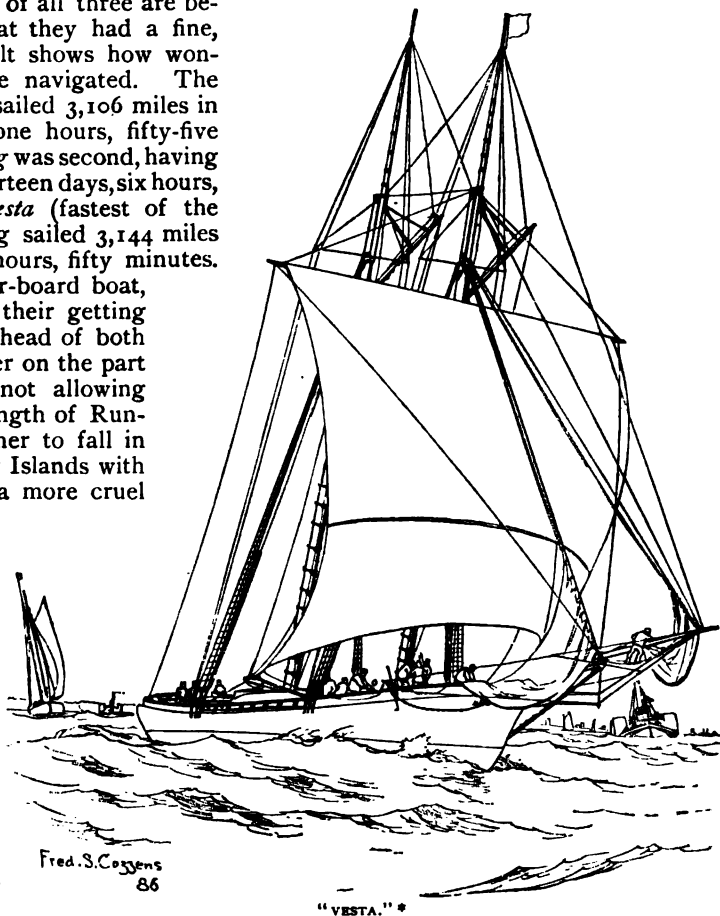 of all three are be-
at they had a fine,
lt shows how won-
e navigated. The
sailed 3,106 miles in
one hours, fifty-five
g was second, having
rteen days, six hours,
esta (fastest of the
g sailed 3,144 miles
hours, fifty minutes.
r-board boat,
their getting
head of both
er on the part
not allowing
ngth of Run-
her to fall in
Islands with
a more cruel
Fred. S. Cozzens
86
"VESTA." *